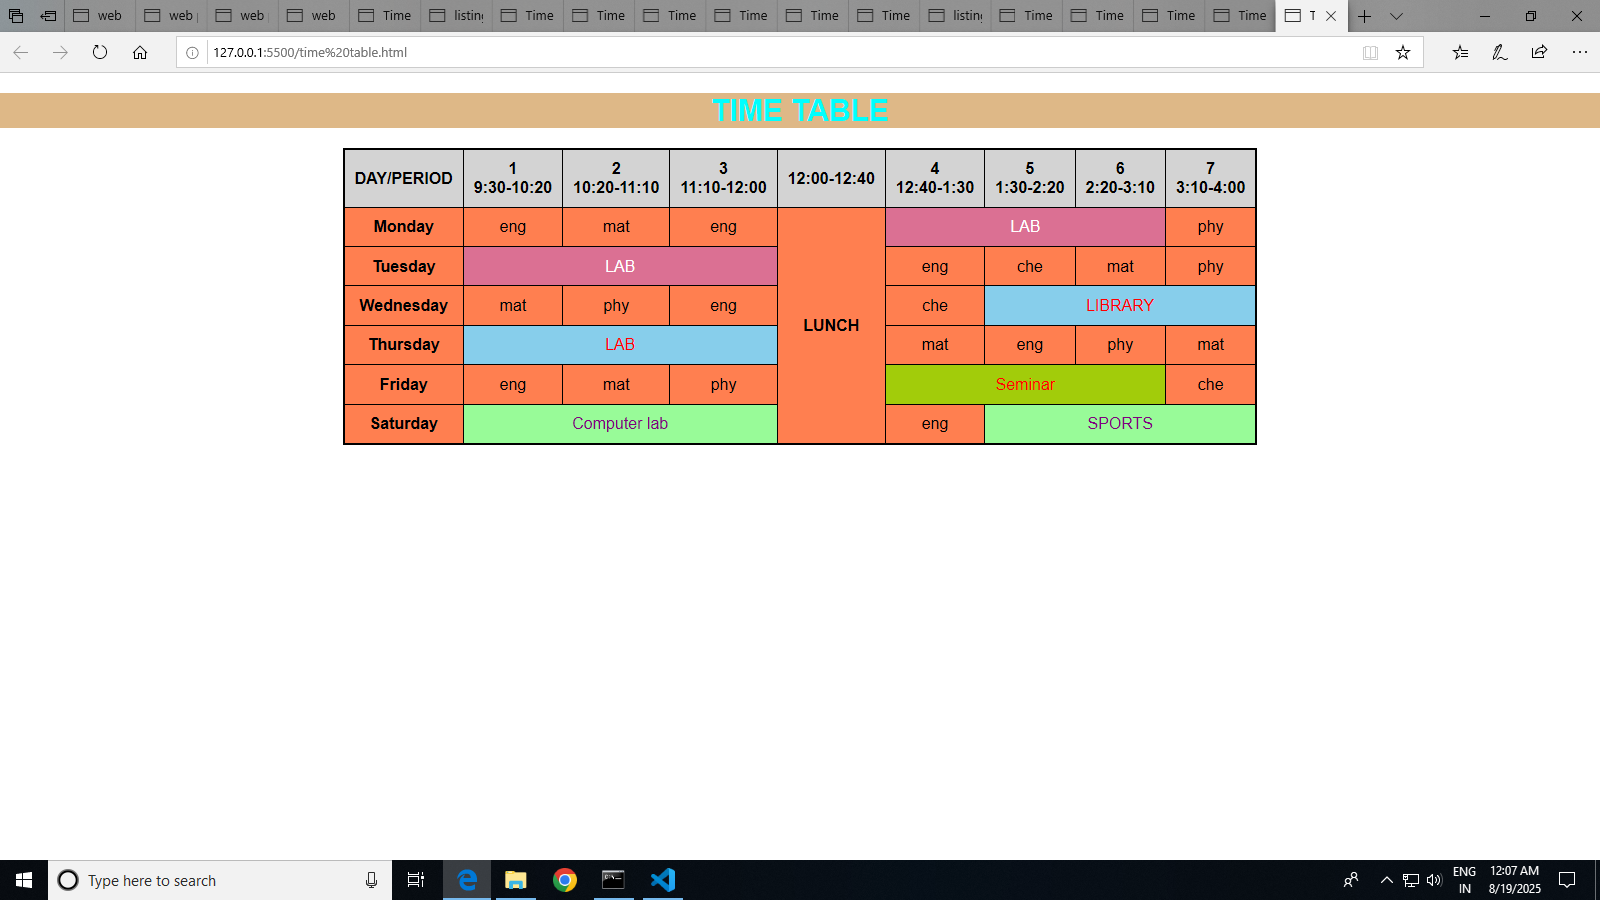 web
web
web
web
Time
listing
Time
Time
Time
Time
Time
Time
listing
Time
Time
Time
Time
T
127.0.0.1:5500/time%20table.html
TIME TABLE
DAY/PERIOD 1 2 3 12:00-12:40 4 5 6 7
9:30-10:20 10:20-11:10 11:10-12:00 12:40-1:30 1:30-2:20 2:20-3:10 3:10-4:00
Monday eng mat eng LAB phy
Tuesday LAB eng che mat phy
Wednesday mat phy eng che LIBRARY
LUNCH
Thursday LAB mat eng phy mat
Friday eng mat phy Seminar che
Saturday Computer lab eng SPORTS
Type here to search
ENG
IN
12:07 AM
8/19/2025